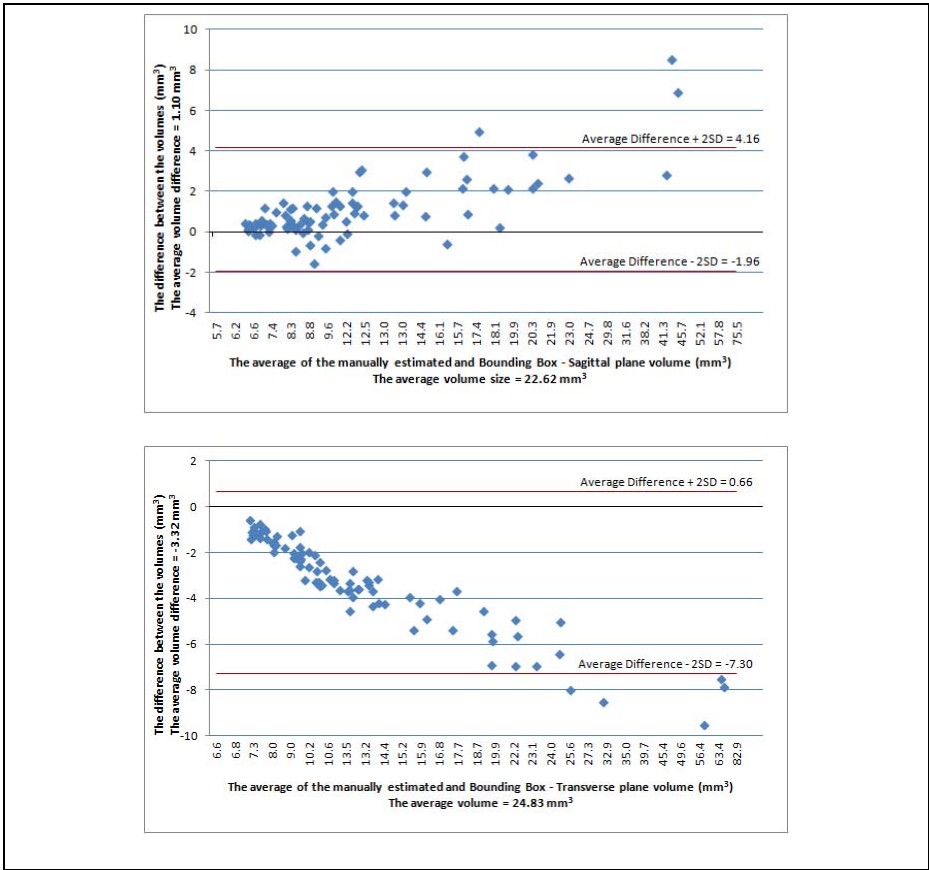 10
8
6
4
2
0
-2
-4
The difference between the volumes (mm³)
The average volume difference = 1.10 mm³
Average Difference + 2SD = 4.16
Average Difference - 2SD = -1.96
5.7 6.2 6.6 7.4 8.3 8.8 9.6 12.2 12.5 13.0 13.0 14.4 16.1 15.7 17.4 18.1 19.9 20.3 21.9 23.0 24.7 29.8 31.6 38.2 41.3 45.7 52.1 57.8 75.5
The average of the manually estimated and Bounding Box - Sagittal plane volume (mm³)
The average volume size = 22.62 mm³
2
0
-2
-4
-6
-8
-10
The difference between the volumes (mm³)
The average volume difference = -3.32 mm³
Average Difference + 2SD = 0.66
Average Difference - 2SD = -7.30
6.6 6.8 7.3 8.0 9.0 10.2 10.6 13.5 13.2 14.4 15.2 15.9 16.8 17.7 18.7 19.9 22.2 23.1 24.0 25.6 27.3 32.9 35.0 39.7 45.4 49.6 56.4 63.4 82.9
The average of the manually estimated and Bounding Box - Transverse plane volume (mm³)
The average volume = 24.83 mm³